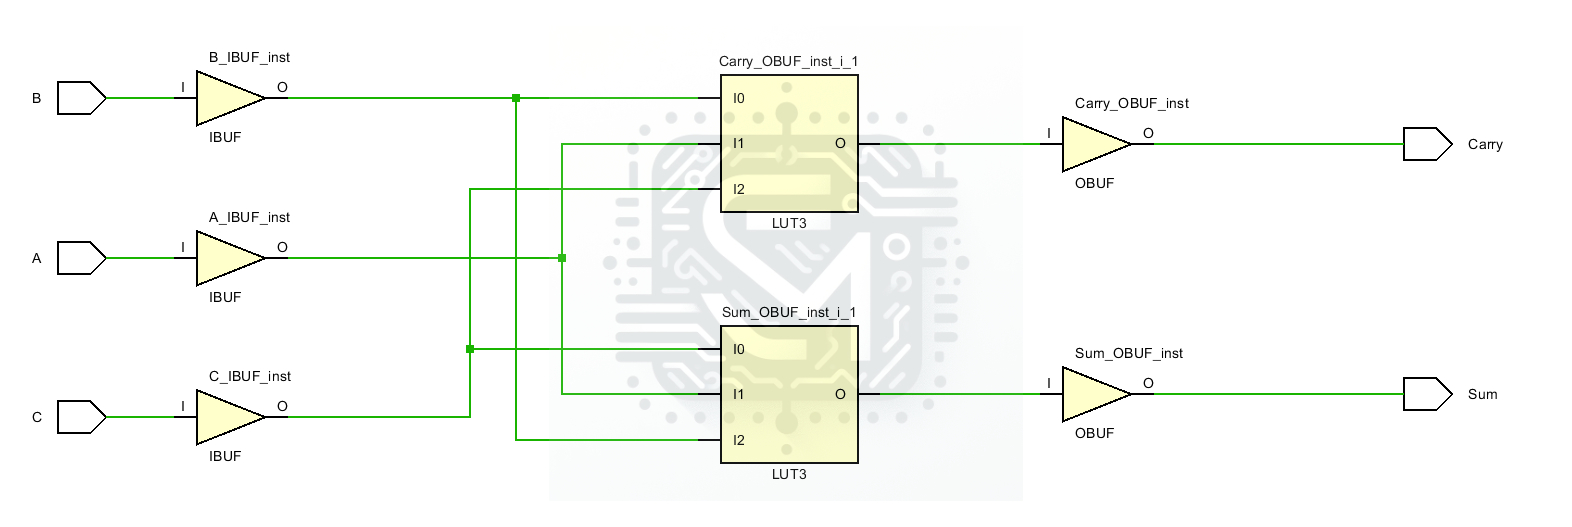 B_IBUF_inst
B
I
O
IBUF
A_IBUF_inst
A
I
O
IBUF
C_IBUF_inst
C
I
O
IBUF
Carry_OBUF_inst_i_1
I0
I1
I2
O
LUT3
Sum_OBUF_inst_i_1
I0
I1
I2
O
LUT3
Carry_OBUF_inst
I
O
OBUF
Carry
Sum_OBUF_inst
I
O
OBUF
Sum